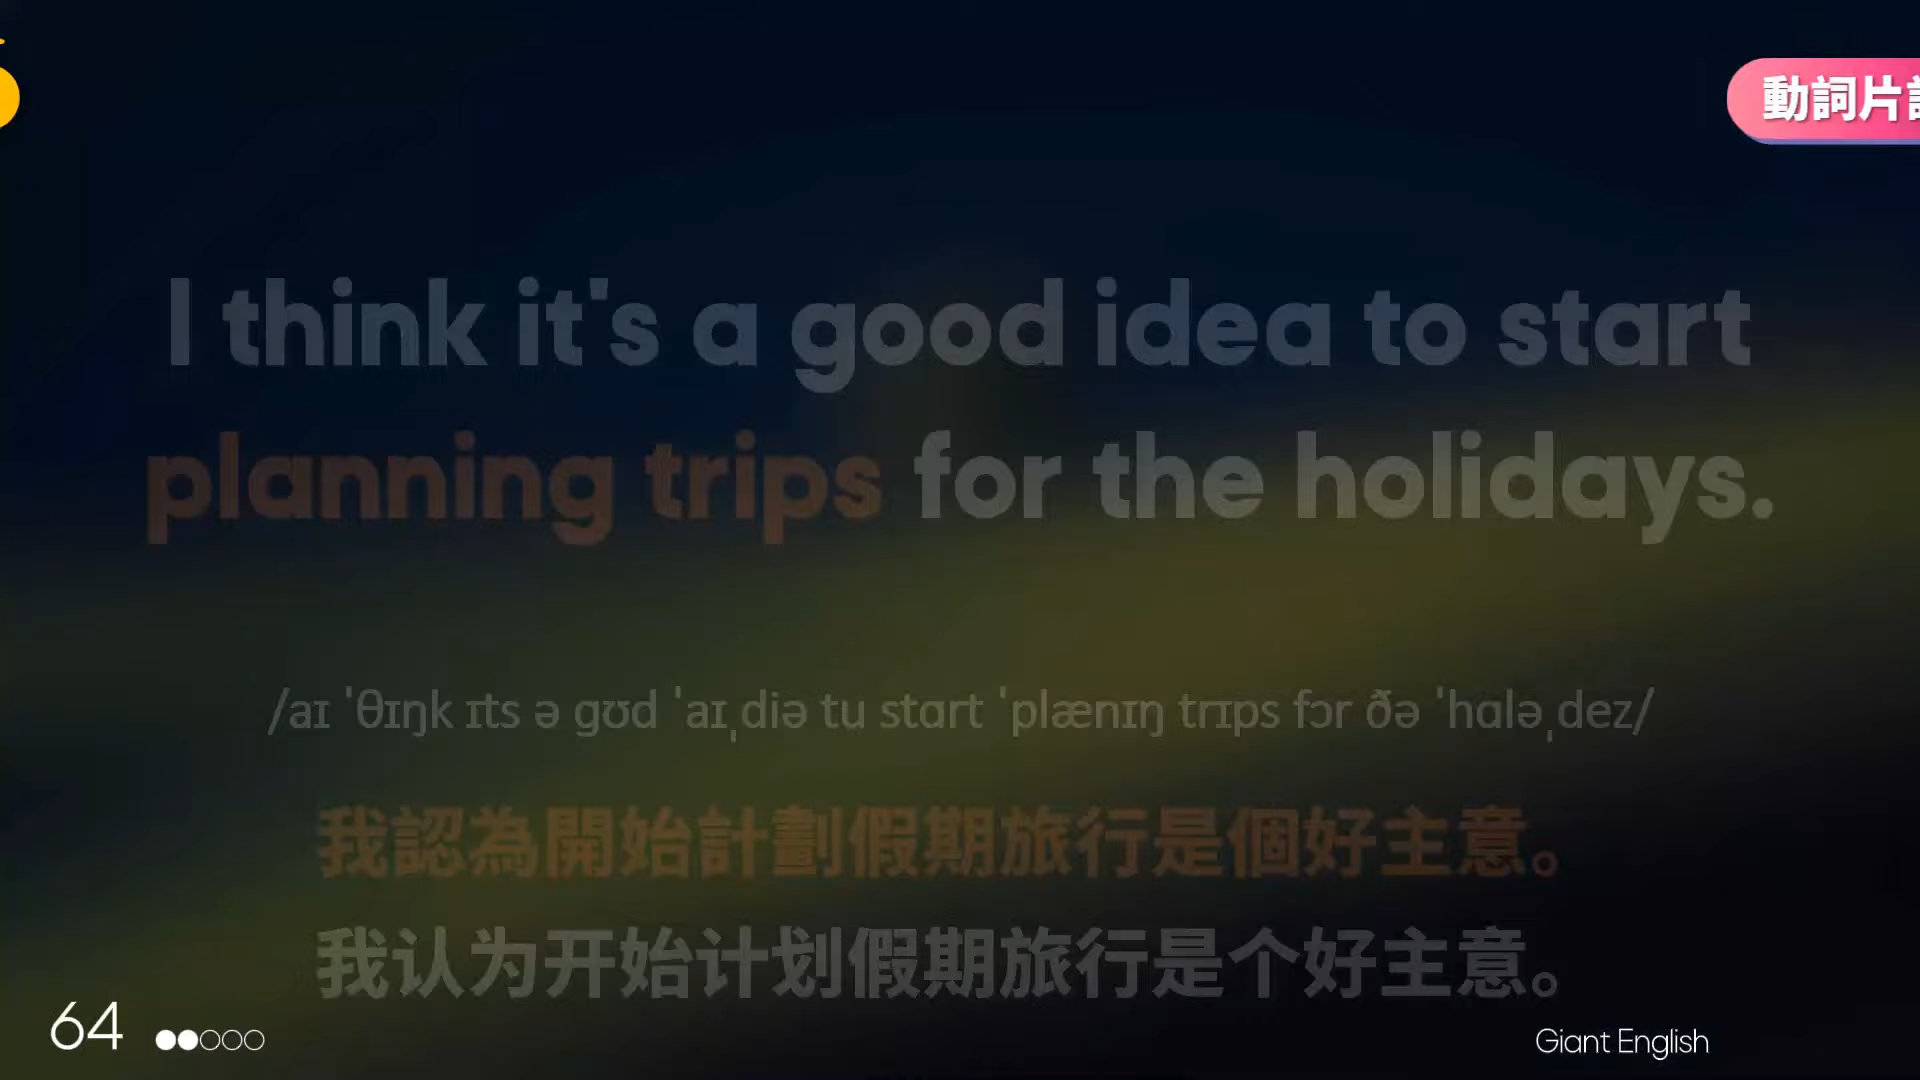 動詞片
I think it's a good idea to start
planning trips for the holidays.
/aɪ ˈθɪŋk ɪts ə ɡʊd ˈaɪˌdiə tu stɑrt ˈplænɪŋ trɪps fɔr ðə ˈhɑləˌdez/
我認為開始計劃假期旅行是個好主意。
我认为开始计划假期旅行是个好主意。
64
Giant English